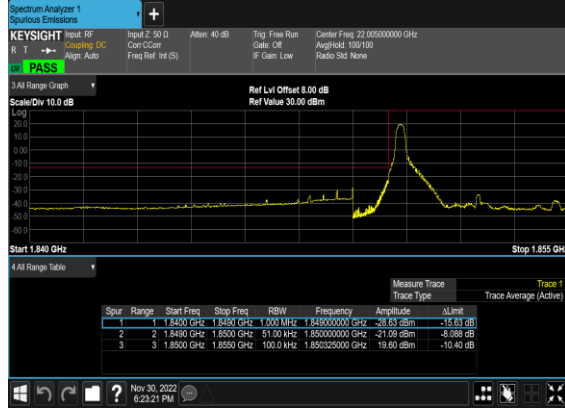 Spectrum Analyzer 1
Spurious Emissions
+
KEYSIGHT Input: RF Input Z: 50 Ω Atten: 40 dB Trig: Free Run Center Freq: 22.005000000 GHz
R T Coupling: DC Corr CCorr Gate: Off Avg|Hold: 100/100
Align: Auto Freq Ref: Int (S) IF Gain: Low Radio Std: None
PASS
3 All Range Graph
Ref Lvl Offset 8.00 dB
Scale/Div 10.0 dB Ref Value 30.00 dBm
Log
20.0
10.0
0.00
-10.0
-20.0
-30.0
-40.0
-50.0
-60.0
Start 1.840 GHz Stop 1.855 GH
4 All Range Table
Measure Trace Trace 1
Trace Type Trace Average (Active)
Spur Range Start Freq Stop Freq RBW Frequency Amplitude ΔLimit
1 1 1.8400 GHz 1.8490 GHz 1.000 MHz 1.849000000 GHz -28.63 dBm -15.63 dB
2 2 1.8490 GHz 1.8500 GHz 51.00 kHz 1.850000000 GHz -21.09 dBm -8.088 dB
3 3 1.8500 GHz 1.8550 GHz 100.0 kHz 1.850325000 GHz 19.60 dBm -10.40 dB
? Nov 30, 2022
6:23:21 PM